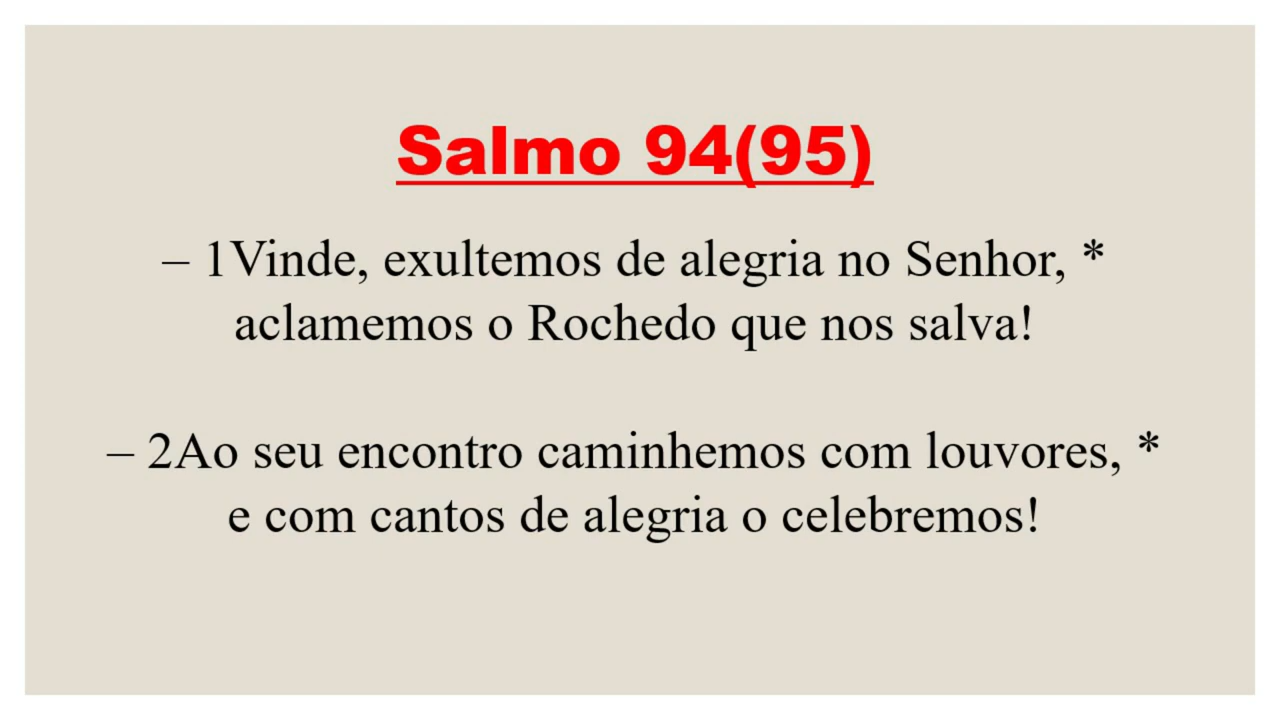 Salmo 94(95)
– 1Vinde, exultemos de alegria no Senhor, *
aclamemos o Rochedo que nos salva!
– 2Ao seu encontro caminhemos com louvores, *
e com cantos de alegria o celebremos!